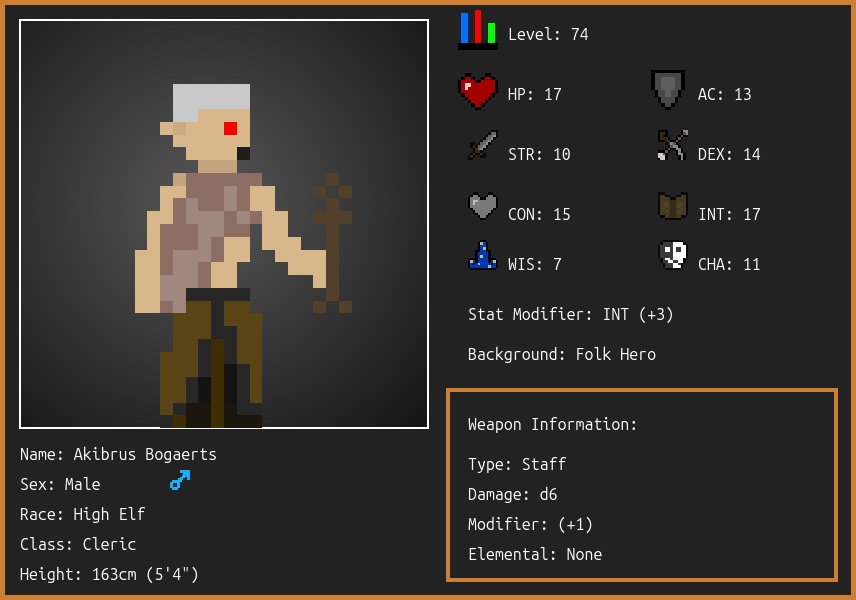 Level: 74
HP: 17
AC: 13
STR: 10
DEX: 14
CON: 15
INT: 17
WIS: 7
CHA: 11
Stat Modifier: INT (+3)
Background: Folk Hero
Weapon Information:
Type: Staff
Damage: d6
Modifier: (+1)
Elemental: None
Name: Akibrus Bogaerts
Sex: Male
Race: High Elf
Class: Cleric
Height: 163cm (5'4")